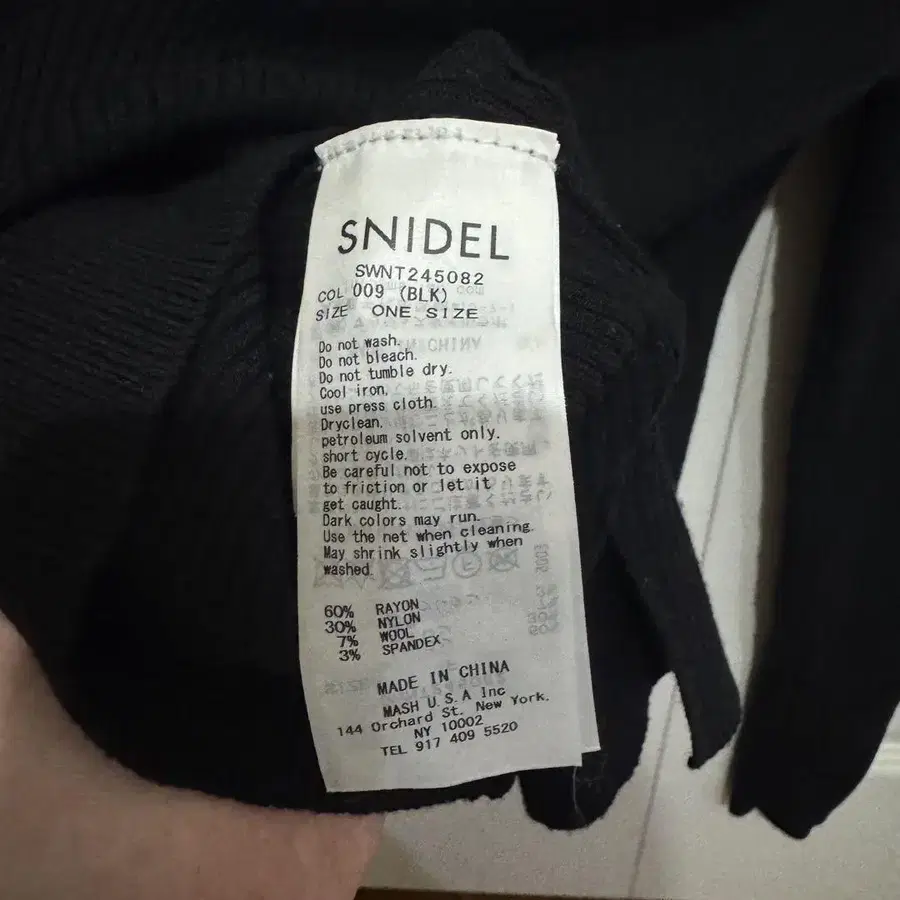 SNIDEL
SWNT245082
COL 009 (BLK)
SIZE ONE SIZE
Do not wash.
Do not bleach.
Do not tumble dry.
Cool iron.
use press cloth.
Dryclean.
petroleum solvent only.
short cycle.
Be careful not to expose
to friction or let it
get caught.
Dark colors may run.
Use the net when cleaning.
May shrink slightly when
washed.
60% RAYON
30% NYLON
7% WOOL
3% SPANDEX
MADE IN CHINA
MASH U.S.A Inc
144 Orchard St. New York.
NY 10002
TEL 917 409 5520